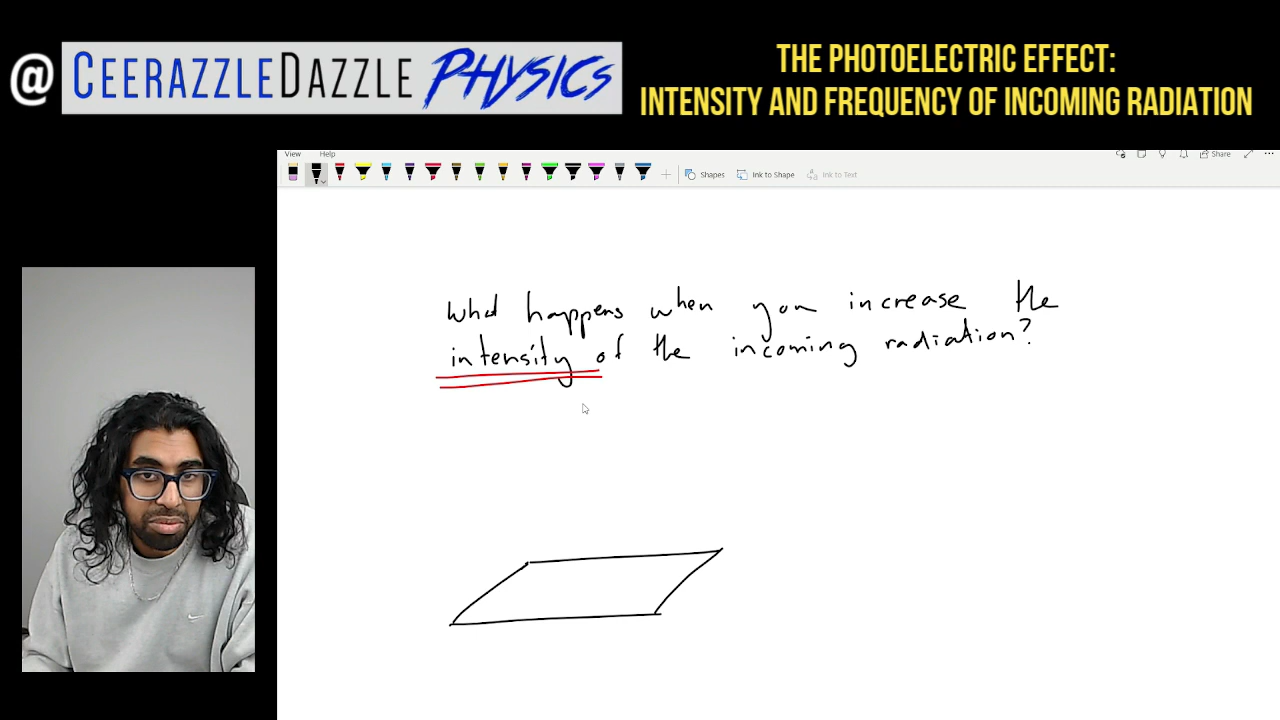 @ CEERAZZLEDAZZLE PHYSICS
THE PHOTOELECTRIC EFFECT:
INTENSITY AND FREQUENCY OF INCOMING RADIATION
View Help
Share
Shapes Ink to Shape Ink to Text
What happens when you increase the
intensity of the incoming radiation?